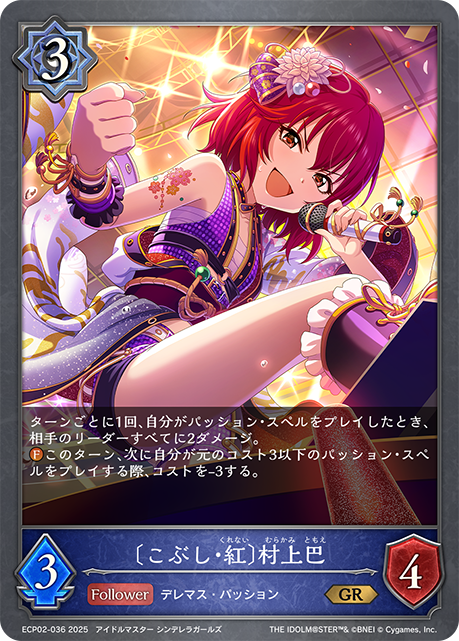 3
ターンごとに1回、自分がパッション・スペルをプレイしたとき、
相手のリーダーすべてに2ダメージ。
Fこのターン、次に自分が元のコスト3以下のパッション・スペ
ルをプレイする際、コストを-3する。
くれない むらかみ ともえ
〔こぶし・紅〕村上巴
3
Follower デレマス・パッション GR
4
ECP02-036 2025 アイドルマスター シンデレラガールズ THE IDOLM@STER™& ©BNEI © Cygames, Inc.